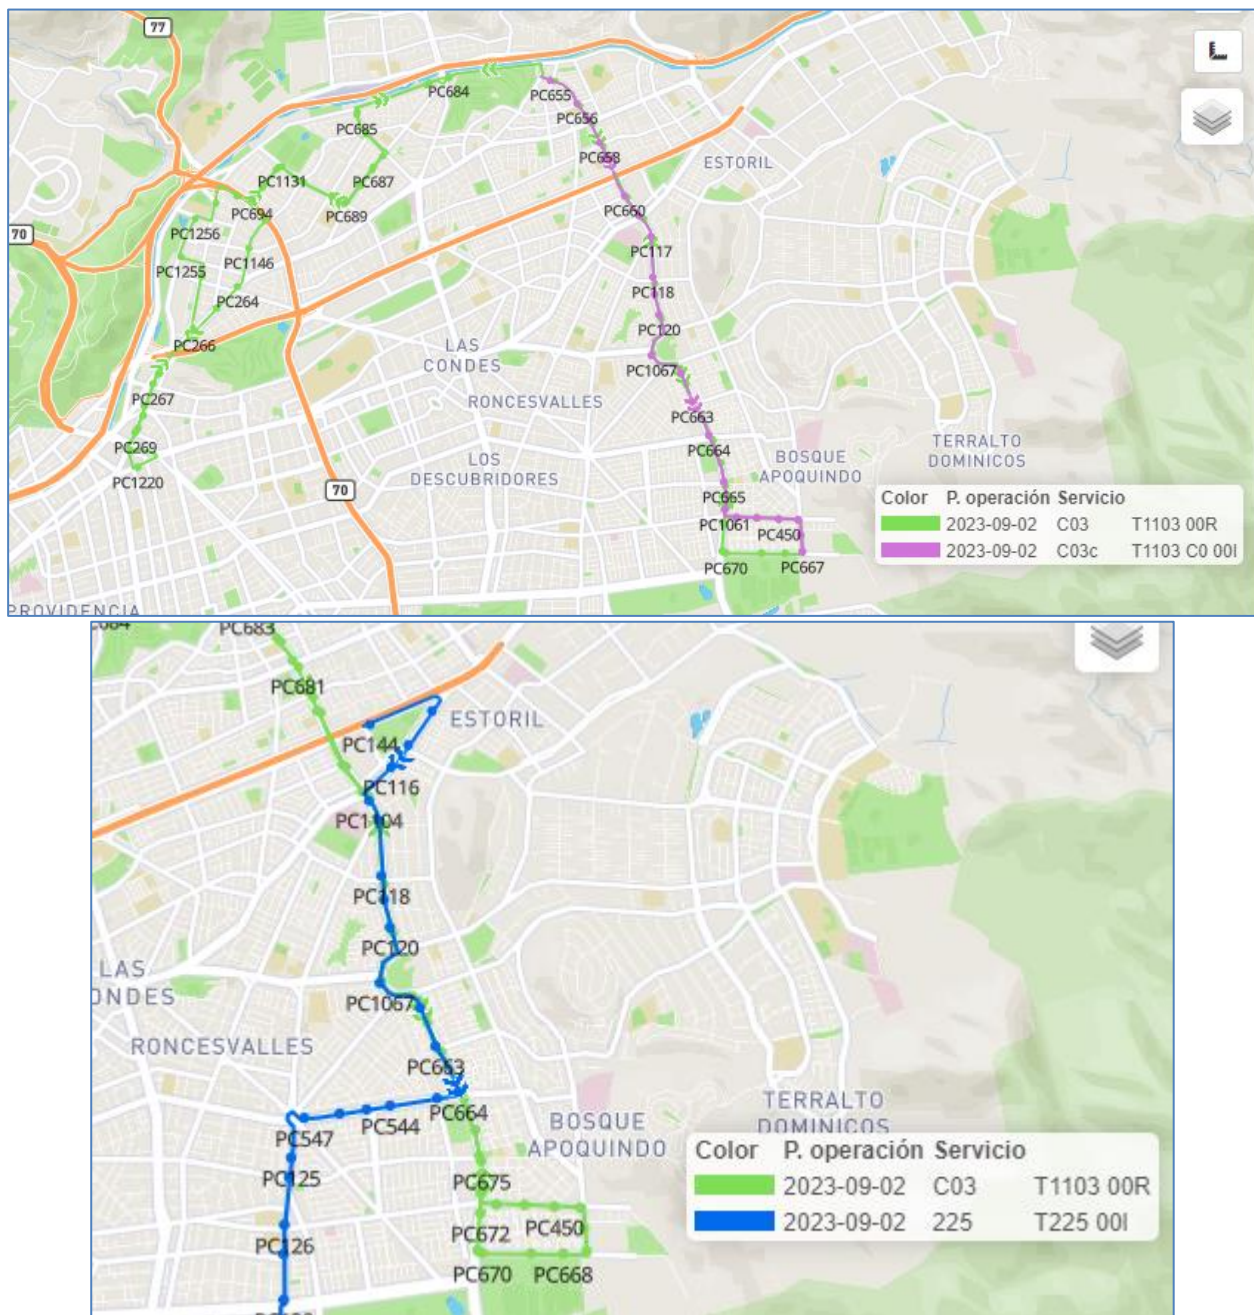 77
PC684
PC655
PC656
PC685
PC658
ESTORIL
PC1131
PC687
PC694
PC689
PC660
70
PC1256
PC117
PC1255
PC1146
PC118
PC264
PC120
PC266
LAS
CONDES
PC1067
PC267
RONCESVALLES
PC663
PC269
PC664
TERRALTO
DOMINICOS
LOS
DESCUBRIDORES
BOSQUE
APOQUINDO
PC1220
70
PC665
PC1061
PC450
PC670
PC667
PROVIDENCIA
Color P. operación Servicio
2023-09-02 C03 T1103 00R
2023-09-02 C03c T1103 C0 00I
PC684
PC683
PC681
ESTORIL
PC144
PC116
PC1104
PC118
PC120
LAS
ONDES
PC1067
RONCESVALLES
PC663
PC664
PC544
PC547
BOSQUE
APOQUINDO
TERRALTO
DOMINICOS
PC125
PC675
PC450
PC672
PC126
PC670
PC668
Color P. operación Servicio
2023-09-02 C03 T1103 00R
2023-09-02 225 T225 00I